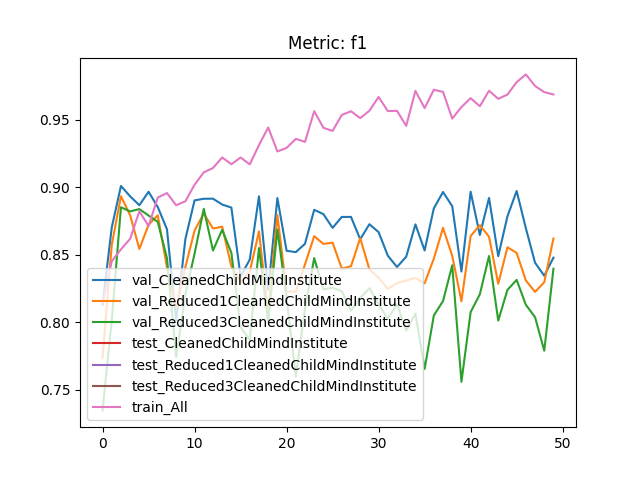 Metric: f1
0.95
0.90
0.85
0.80
0.75
val_CleanedChildMindInstitute
val_Reduced1CleanedChildMindInstitute
val_Reduced3CleanedChildMindInstitute
test_CleanedChildMindInstitute
test_Reduced1CleanedChildMindInstitute
test_Reduced3CleanedChildMindInstitute
train_All
0 10 20 30 40 50